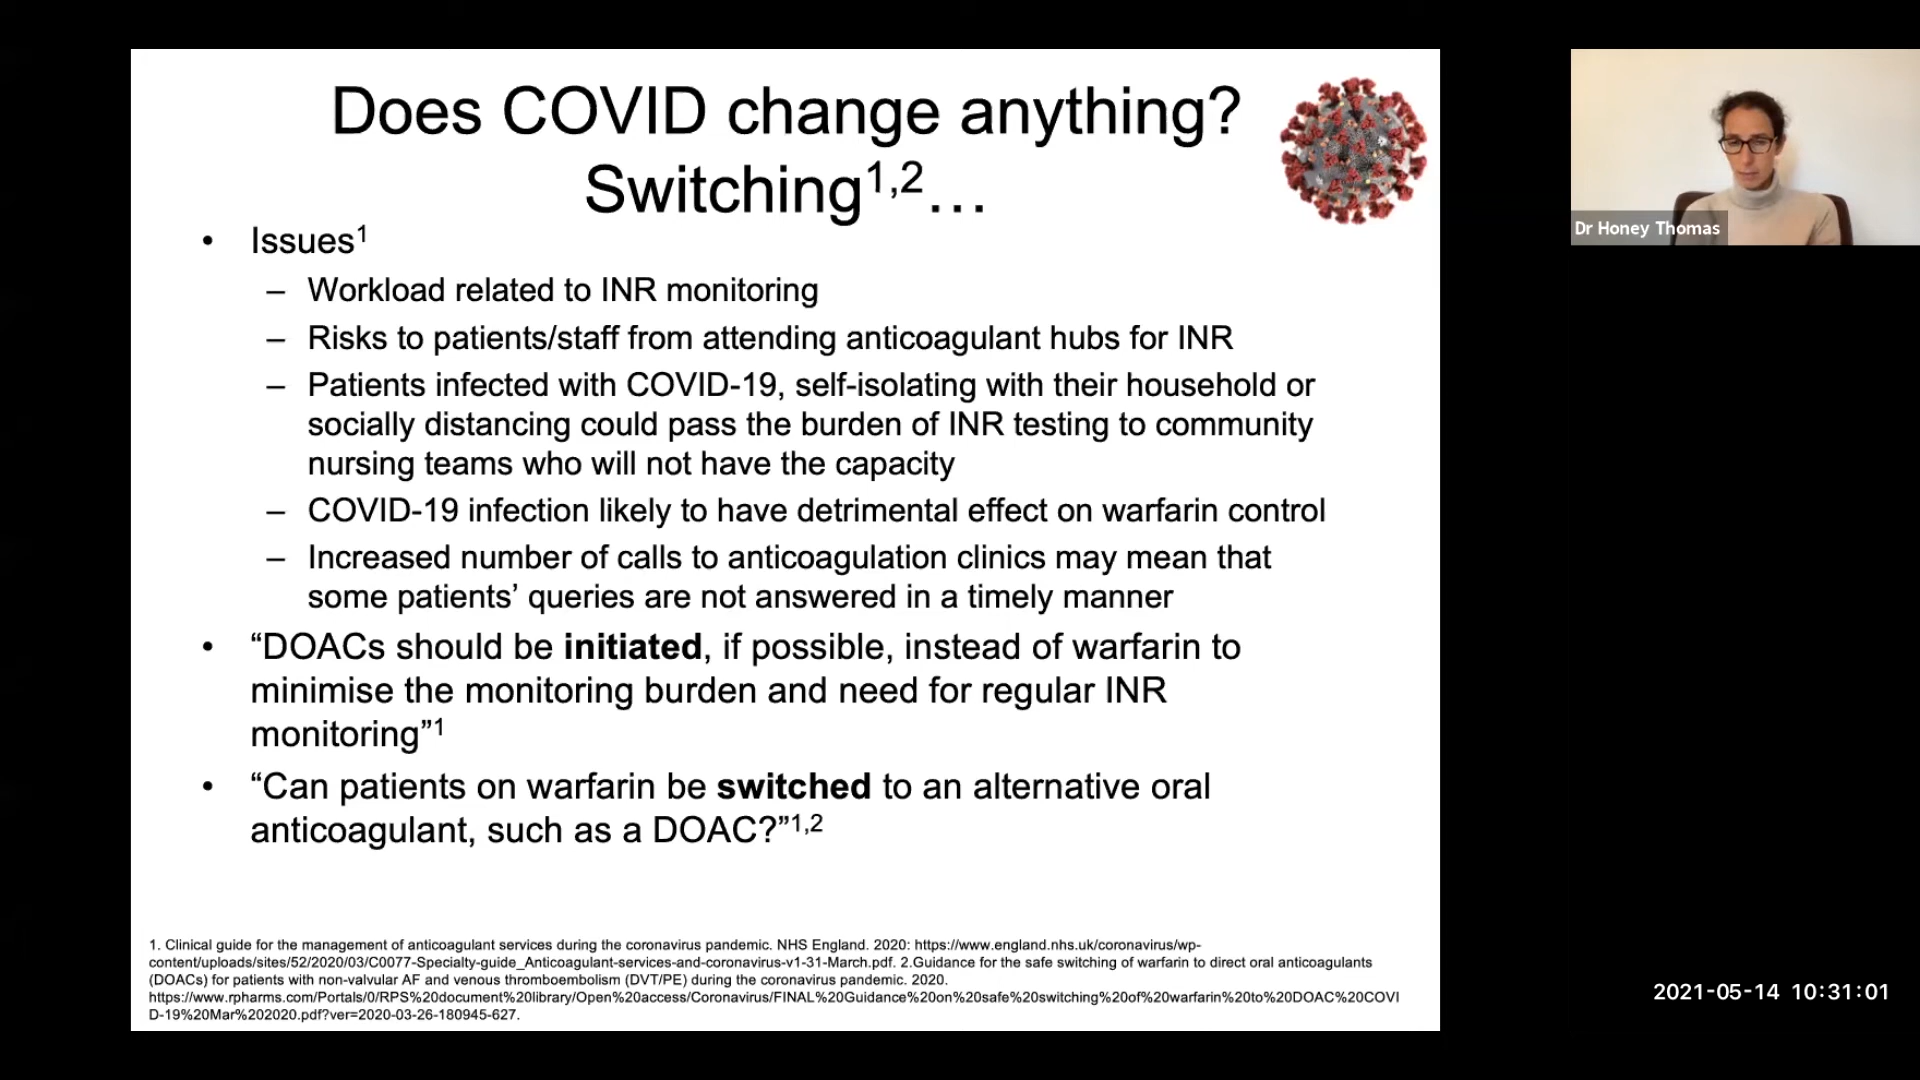 Does COVID change anything?
Switching1,2…
• Issues1
– Workload related to INR monitoring
– Risks to patients/staff from attending anticoagulant hubs for INR
– Patients infected with COVID-19, self-isolating with their household or
socially distancing could pass the burden of INR testing to community
nursing teams who will not have the capacity
– COVID-19 infection likely to have detrimental effect on warfarin control
– Increased number of calls to anticoagulation clinics may mean that
some patients’ queries are not answered in a timely manner
• “DOACs should be initiated, if possible, instead of warfarin to
minimise the monitoring burden and need for regular INR
monitoring”1
• “Can patients on warfarin be switched to an alternative oral
anticoagulant, such as a DOAC?”1,2
1. Clinical guide for the management of anticoagulant services during the coronavirus pandemic. NHS England. 2020: https://www.england.nhs.uk/coronavirus/wp-
content/uploads/sites/52/2020/03/C0077-Specialty-guide_Anticoagulant-services-and-coronavirus-v1-31-March.pdf. 2.Guidance for the safe switching of warfarin to direct oral anticoagulants
(DOACs) for patients with non-valvular AF and venous thromboembolism (DVT/PE) during the coronavirus pandemic. 2020.
https://www.rpharms.com/Portals/0/RPS%20document%20library/Open%20access/Coronavirus/FINAL%20Guidance%20on%20safe%20switching%20of%20warfarin%20to%20DOAC%20COVI
D-19%20Mar%202020.pdf?ver=2020-03-26-180945-627.
Dr Honey Thomas
2021-05-14 10:31:01